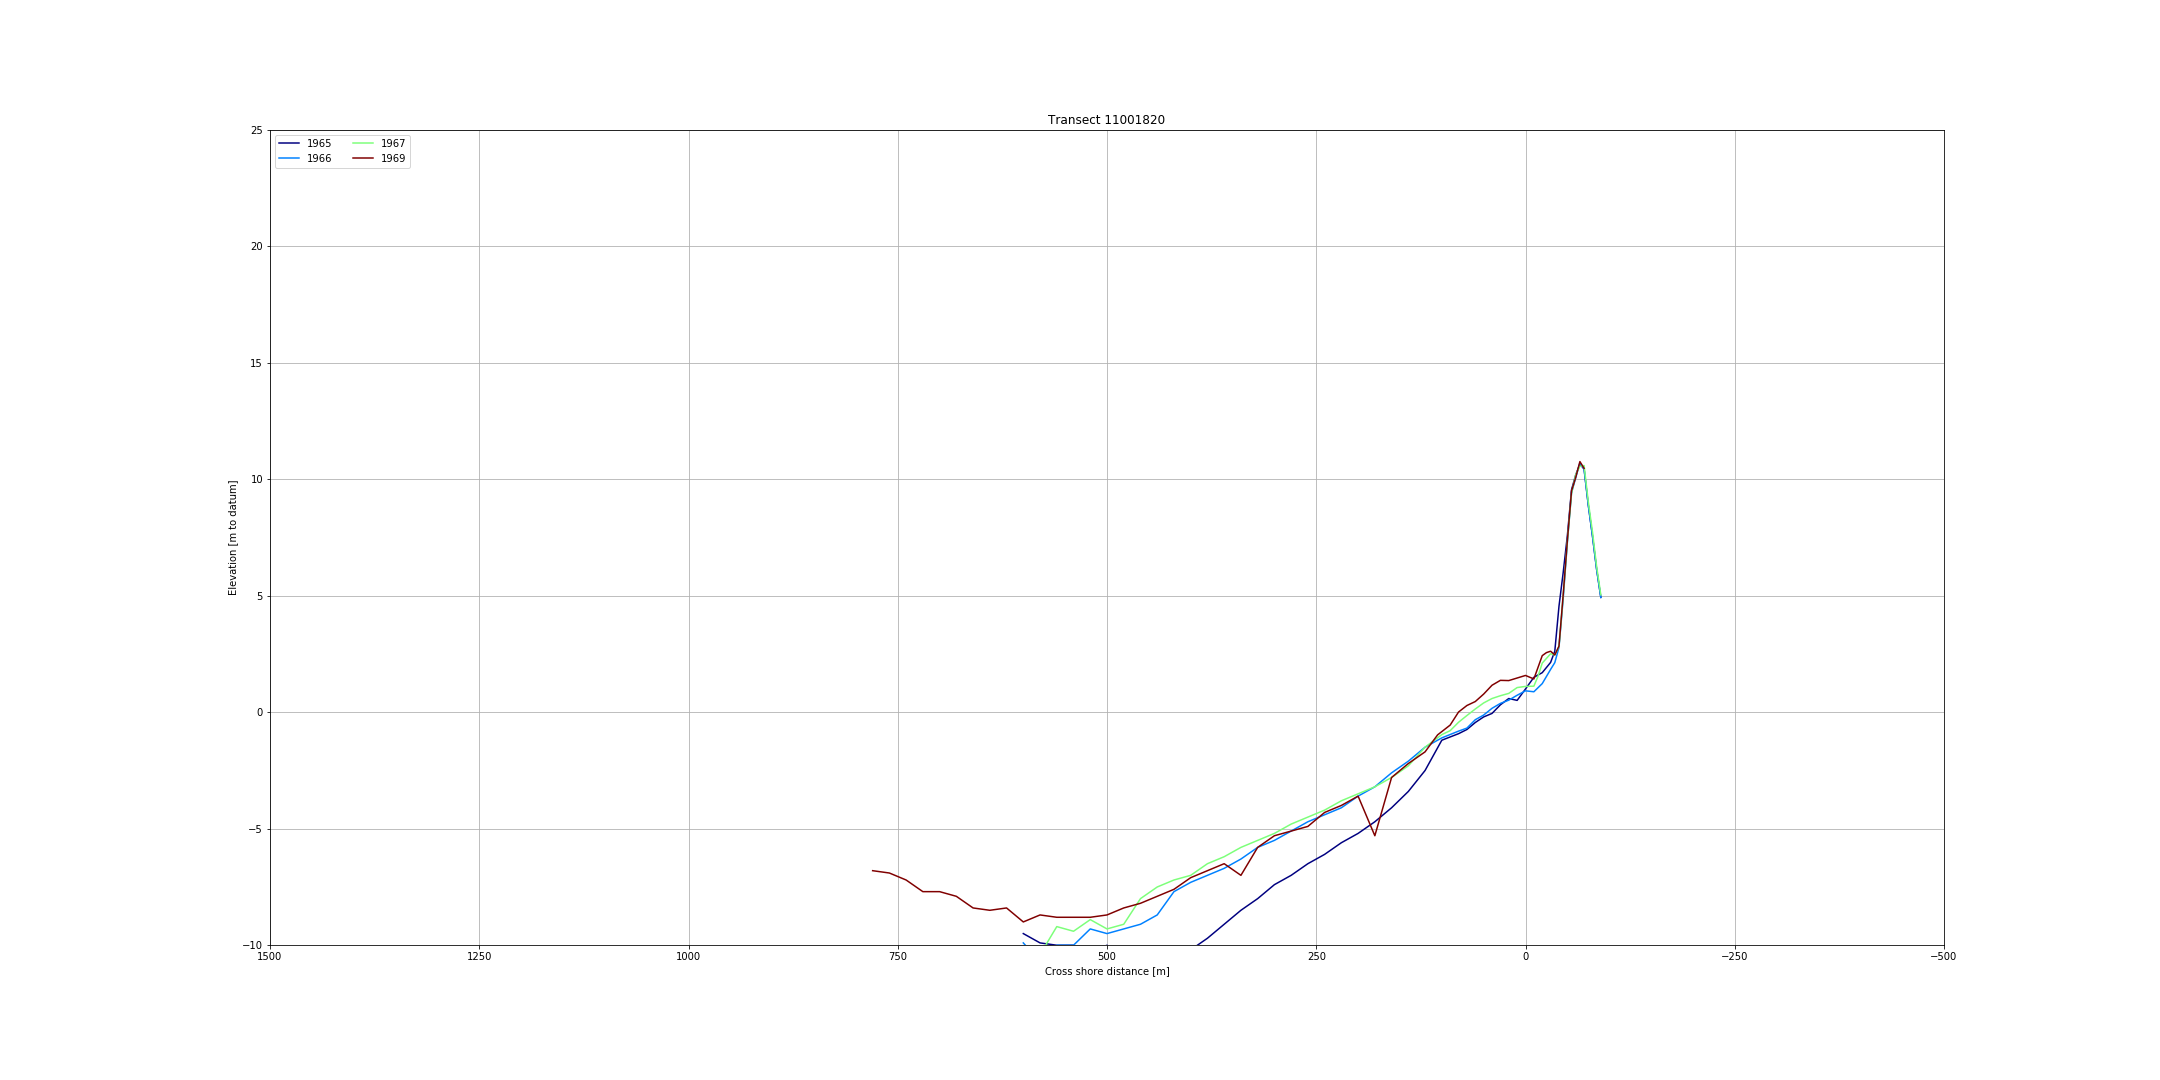 Transect 11001820
1965 1967
1966 1969
25
20
15
10
5
0
−5
−10
Elevation [m to datum]
1500 1250 1000 750 500 250 0 −250 −500
Cross shore distance [m]